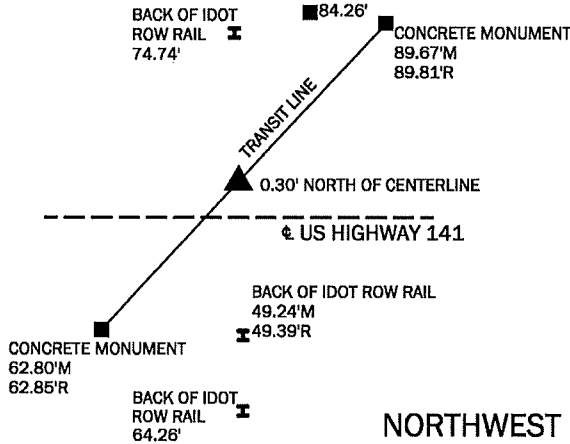 BACK OF IDOT
ROW RAIL
74.74'
84.26'
CONCRETE MONUMENT
89.67'M
89.81'R
TRANSIT LINE
0.30' NORTH OF CENTERLINE
℄ US HIGHWAY 141
BACK OF IDOT ROW RAIL
49.24'M
49.39'R
CONCRETE MONUMENT
62.80'M
62.85'R
BACK OF IDOT
ROW RAIL
64.26'
NORTHWEST